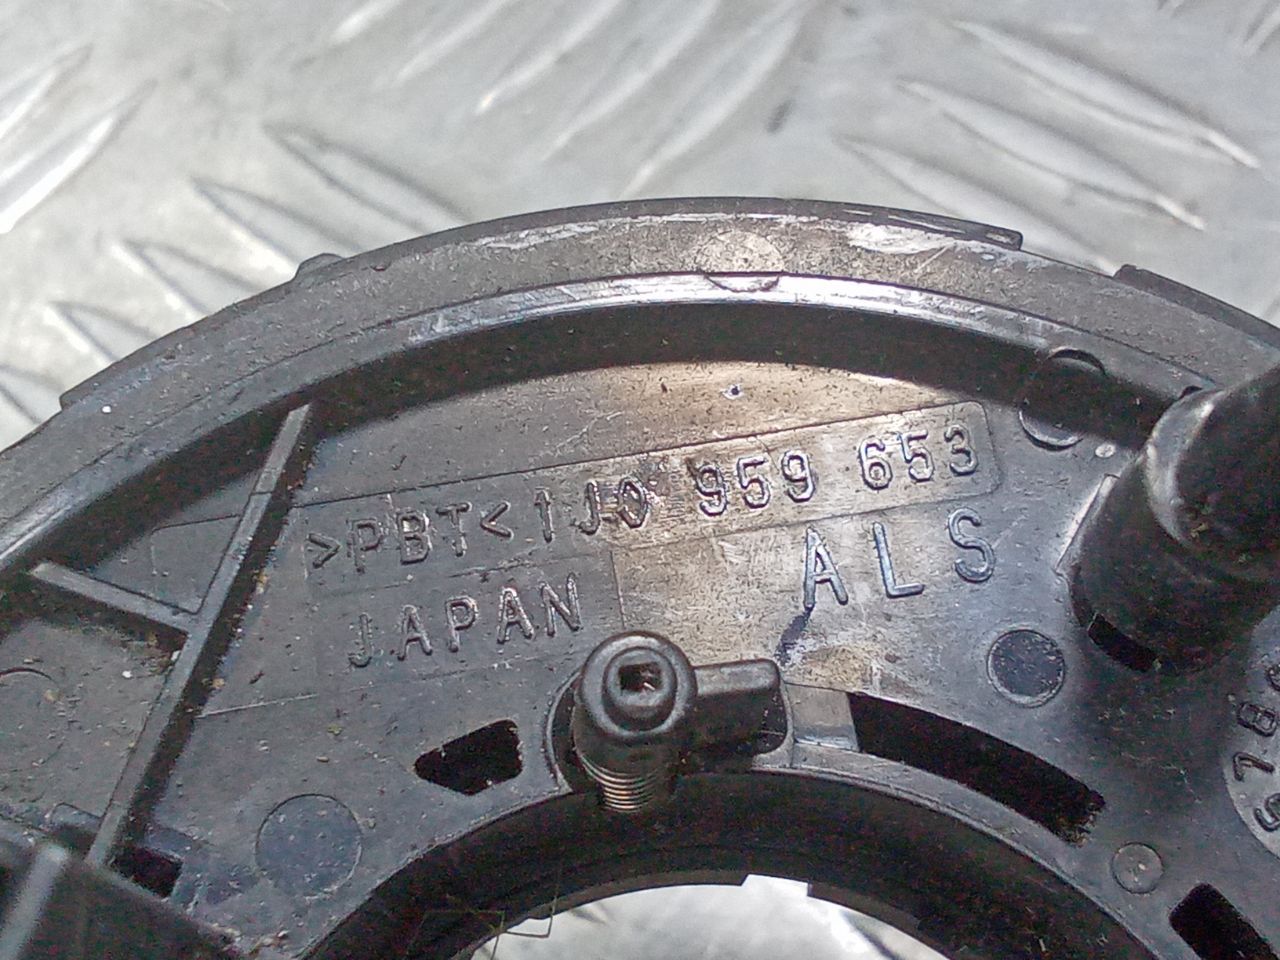 >PBT< 1J0 959 653
JAPAN ALS